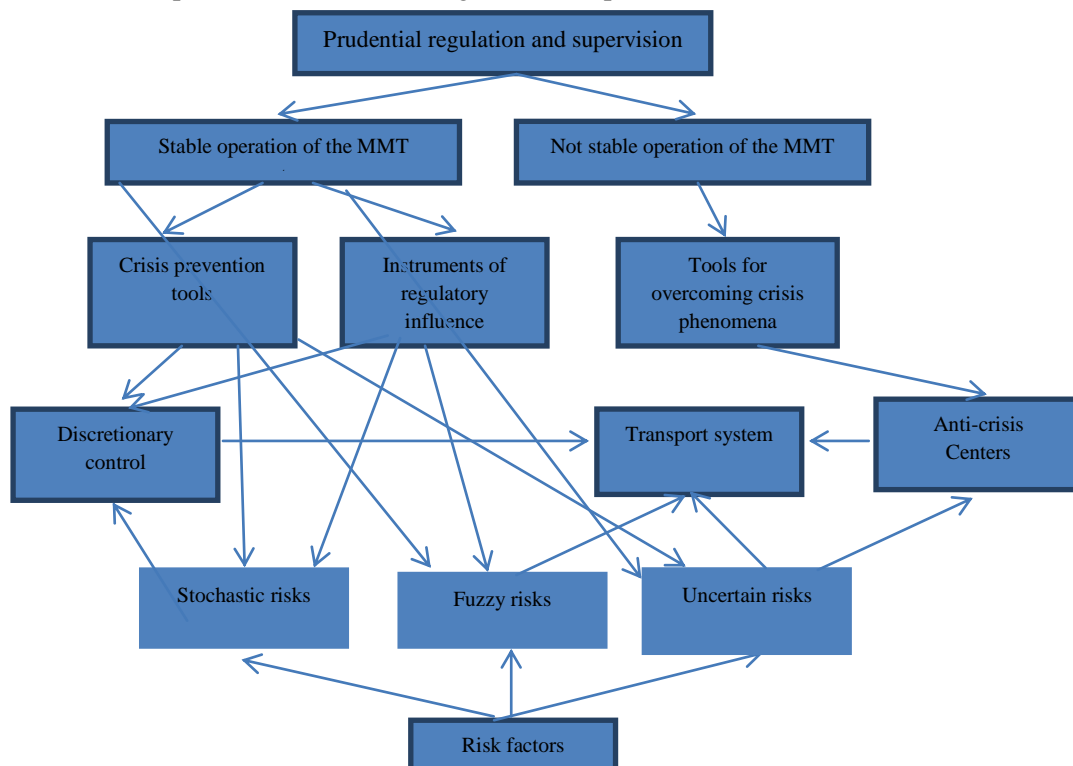 Prudential regulation and supervision
Stable operation of the MMT
.
Not stable operation of the MMT
Crisis prevention
tools
Instruments of
regulatory
influence
Tools for
overcoming crisis
phenomena
Discretionary
control
Transport system
Anti-crisis
Centers
Stochastic risks
Fuzzy risks
Uncertain risks
Risk factors